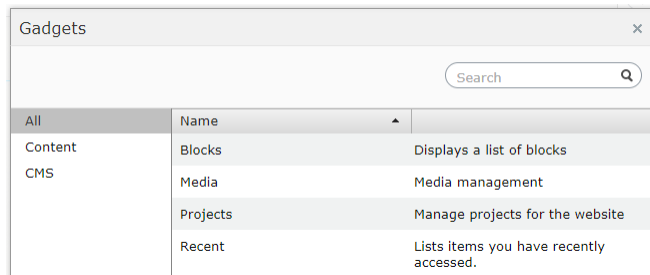 Gadgets
Search
All
Name
Content
Blocks Displays a list of blocks
CMS
Media Media management
Projects Manage projects for the website
Recent Lists items you have recently
accessed.